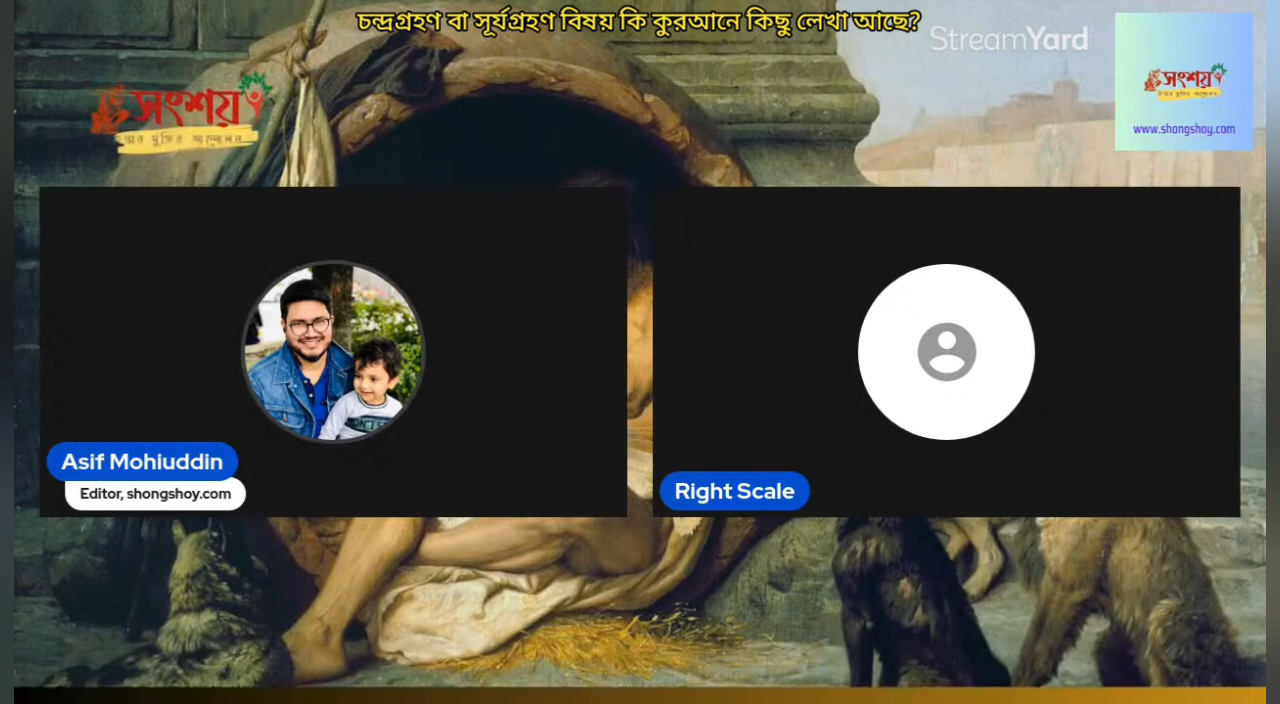 চন্দ্রগ্রহণ বা সূর্যগ্রহণ বিষয় কি কুরআনে কিছু লেখা আছে?
StreamYard
সংশয়
সংশয়
www.shongshoy.com
Asif Mohiuddin
Editor, shongshoy.com
Right Scale